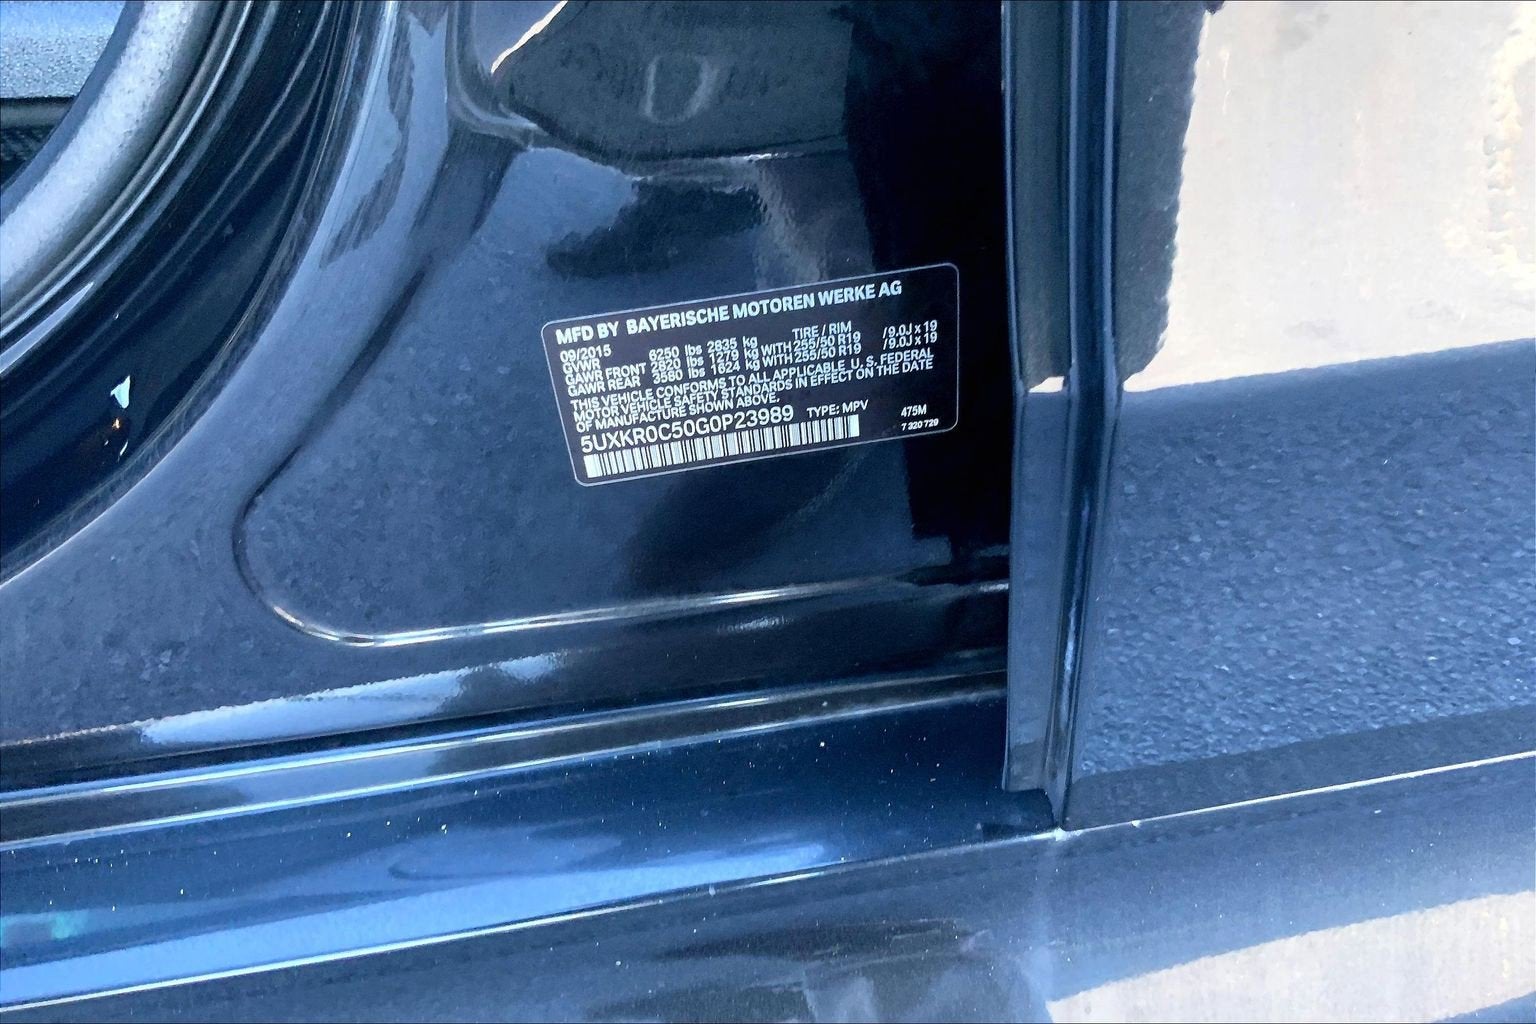 MFD BY BAYERISCHE MOTOREN WERKE AG
09/2015 TIRE / RIM
GVWR 6250 lbs 2835 kg
GAWR FRONT 2820 lbs 1279 kg WITH 255/50 R19 /9.0J x 19
GAWR REAR 3580 lbs 1624 kg WITH 255/50 R19 /9.0J x 19
THIS VEHICLE CONFORMS TO ALL APPLICABLE U. S. FEDERAL
MOTOR VEHICLE SAFETY STANDARDS IN EFFECT ON THE DATE
OF MANUFACTURE SHOWN ABOVE.
5UXKR0C50G0P23989 TYPE: MPV 475M
7 320 729